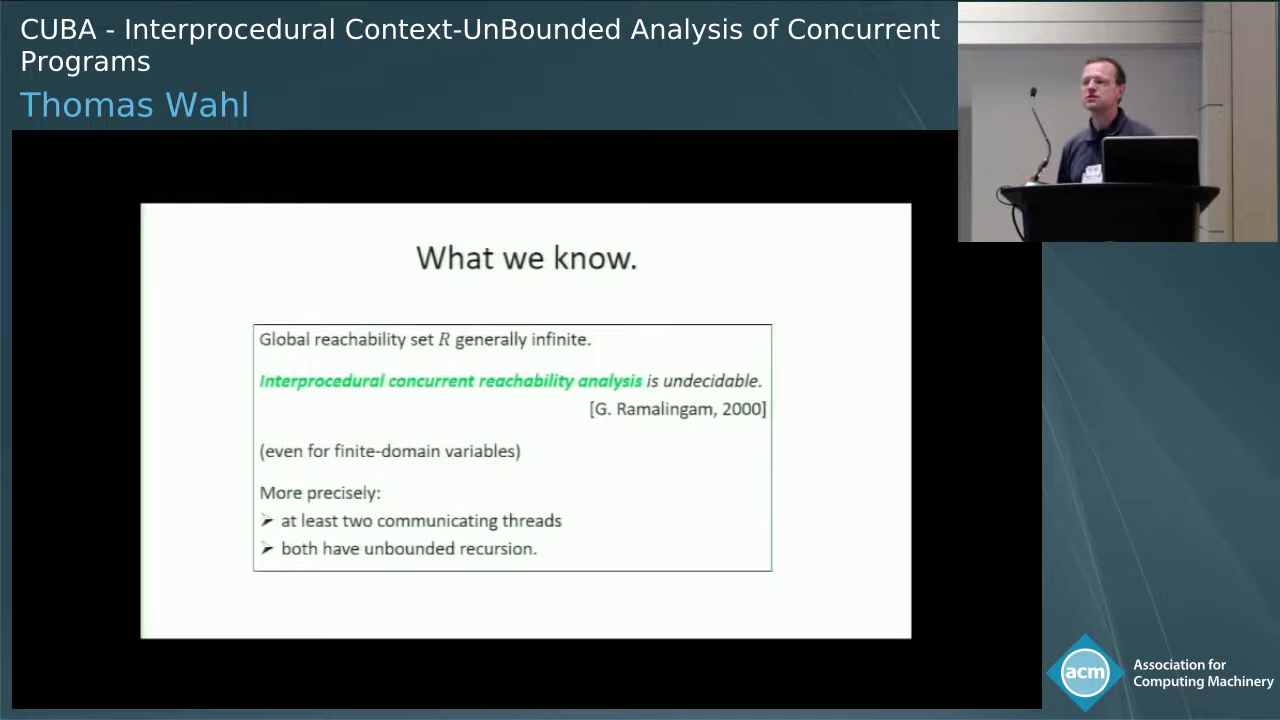 CUBA - Interprocedural Context-UnBounded Analysis of Concurrent
Programs
Thomas Wahl
What we know.
Global reachability set R generally infinite.
Interprocedural concurrent reachability analysis is undecidable.
[G. Ramalingam, 2000]
(even for finite-domain variables)
More precisely:
➢ at least two communicating threads
➢ both have unbounded recursion.
acm
Association for
Computing Machinery